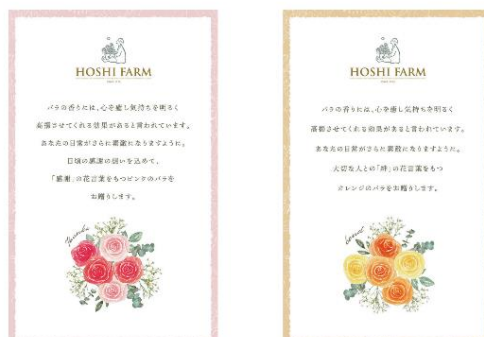 HOSHI FARM
バラの香りには、心を癒し気持ちを明るく
高揚させてくれる効果があると言われています。
あなたの日常がさらに素敵になりますように。
日頃の感謝の想いを込めて、
「感謝」の花言葉をもつピンクのバラを
お贈りします。
HOSHI FARM
バラの香りには、心を癒し気持ちを明るく
高揚させてくれる効果があると言われています。
あなたの日常がさらに素敵になりますように。
大切な人との「絆」の花言葉をもつ
オレンジのバラをお贈りします。